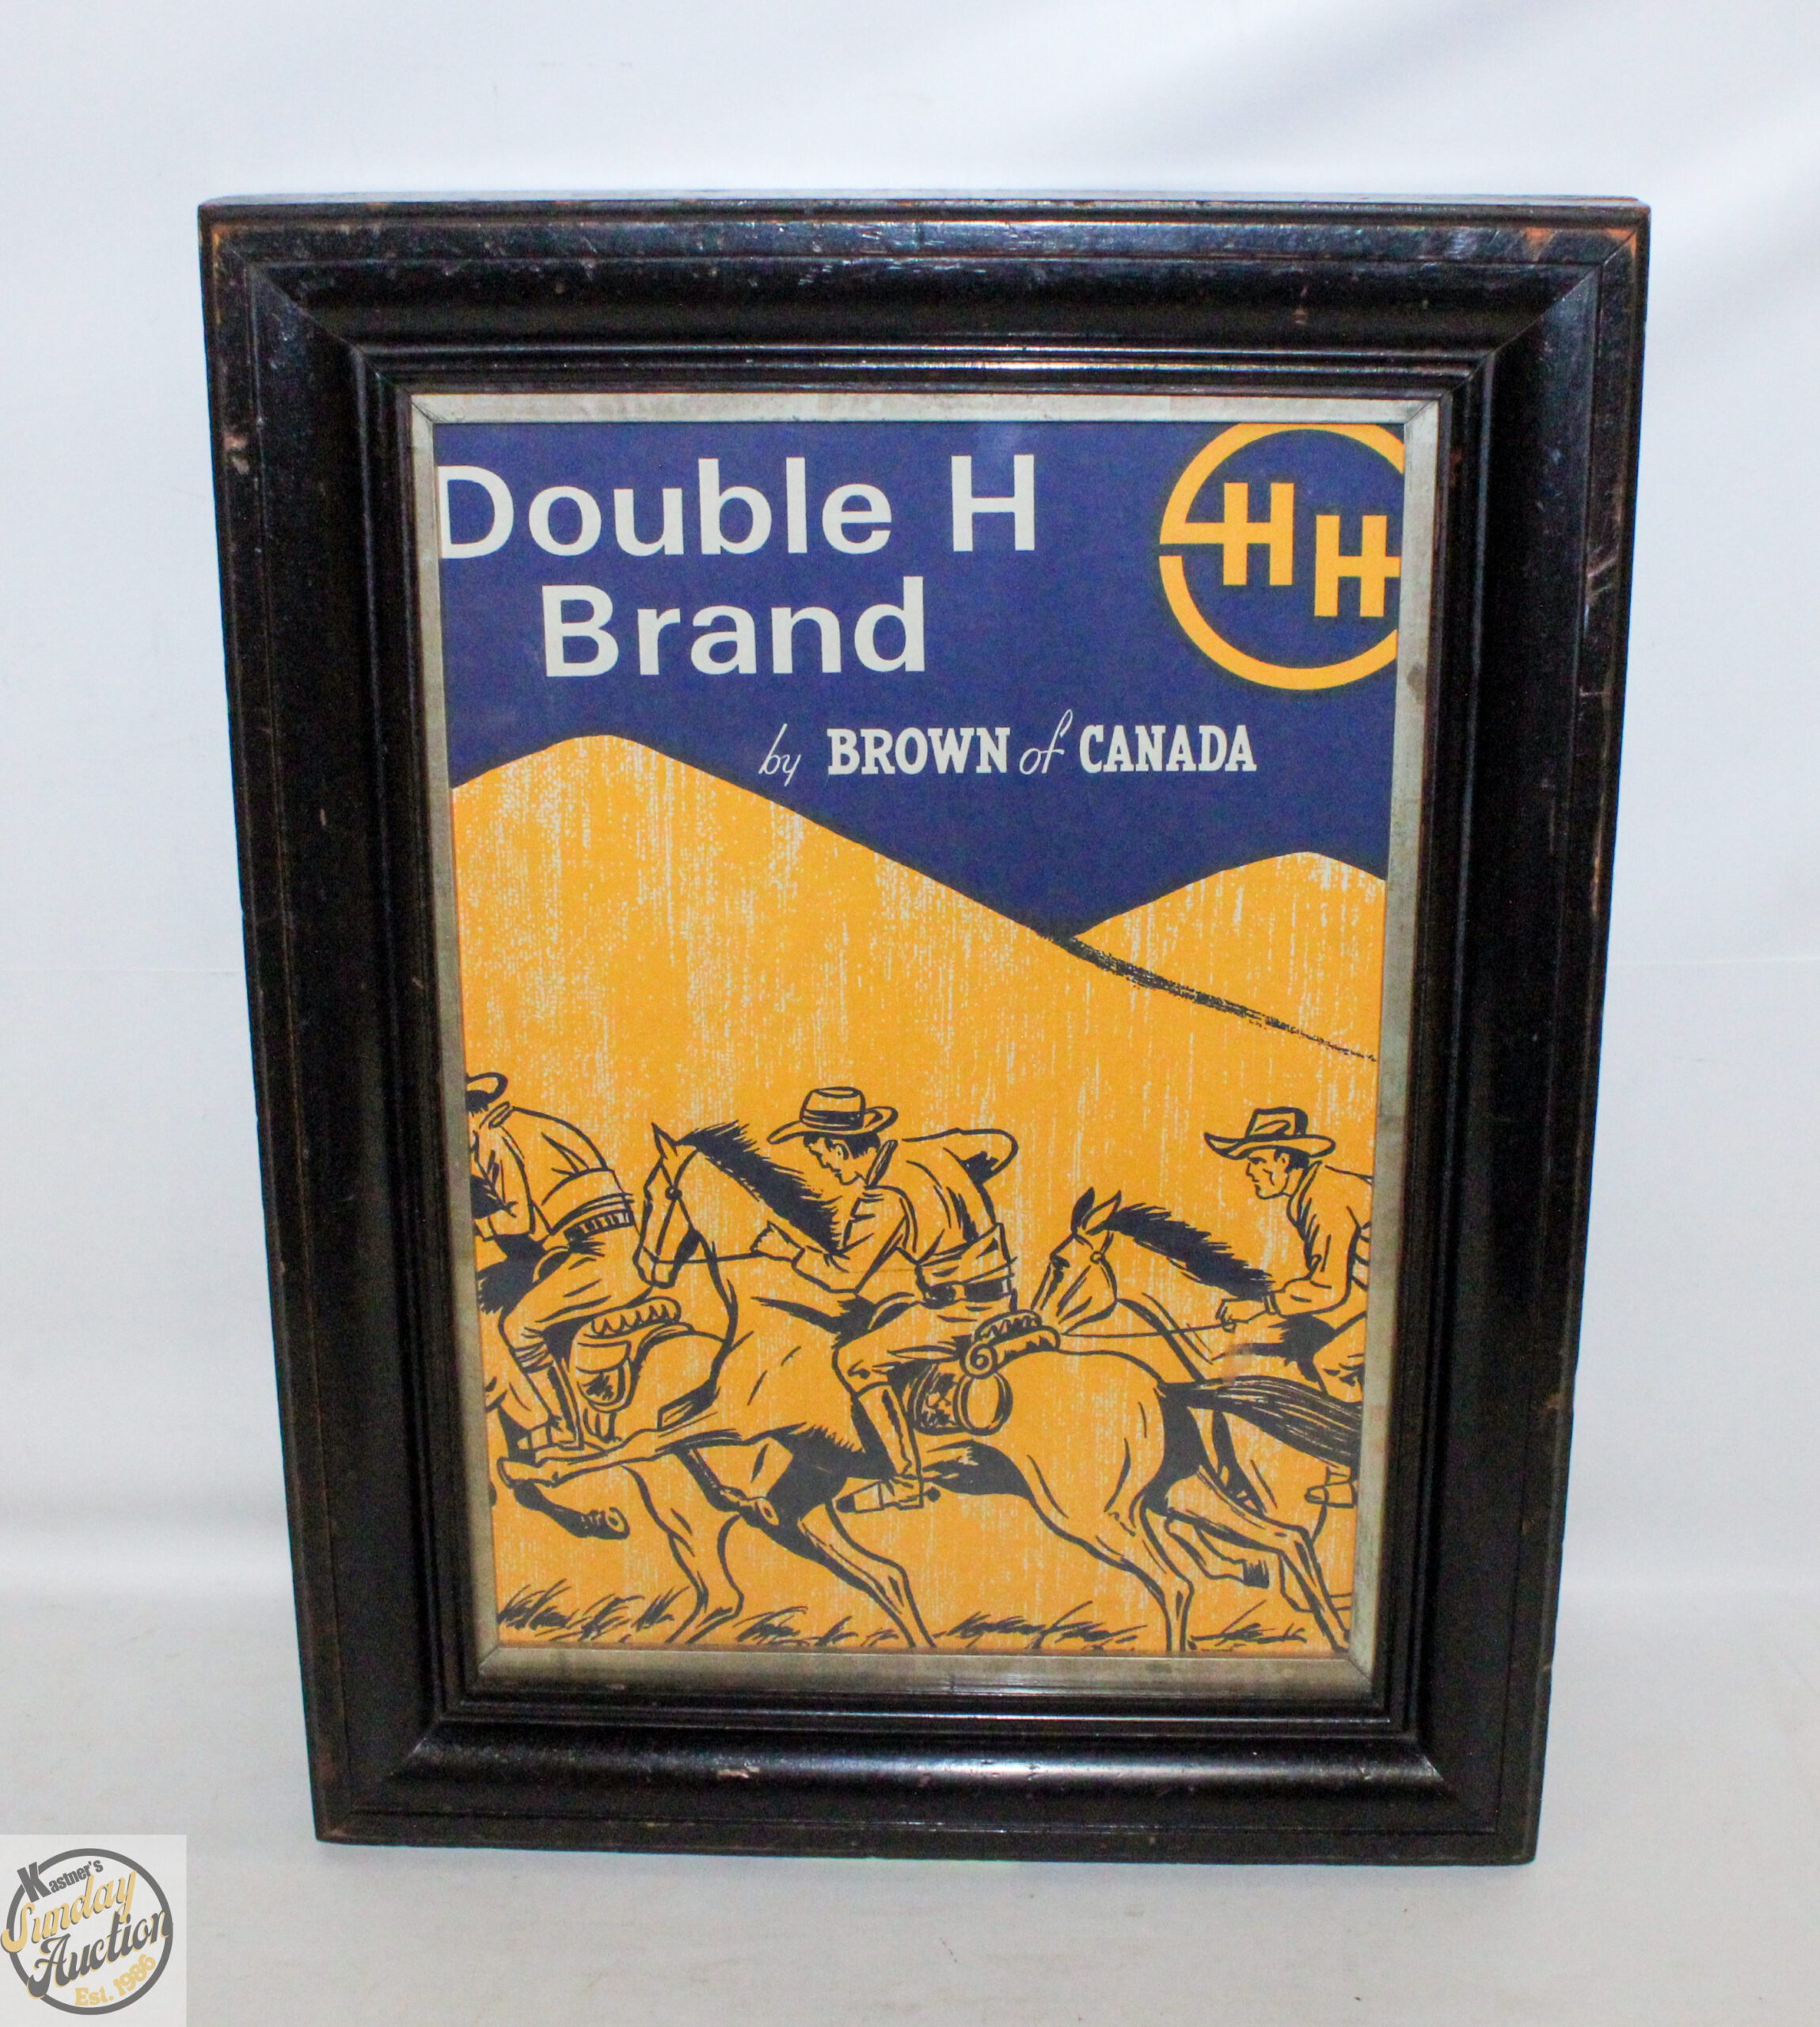 Double H
Brand
HH
by BROWN of CANADA
Kastner's
Sunday
Auction
Est. 1986